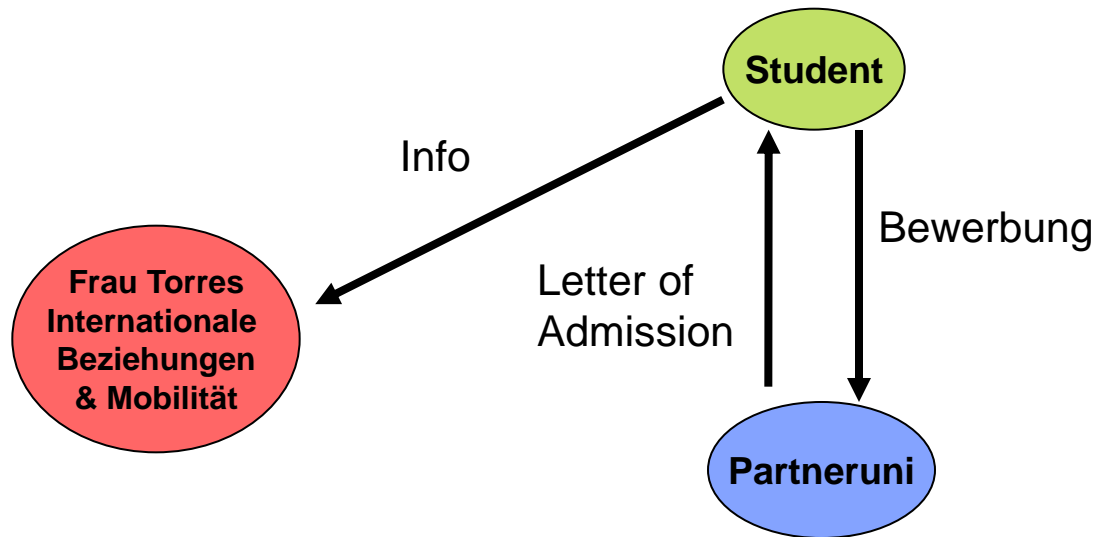 Student
Info
Bewerbung
Frau Torres
Internationale
Beziehungen
& Mobilität
Letter of
Admission
Partneruni